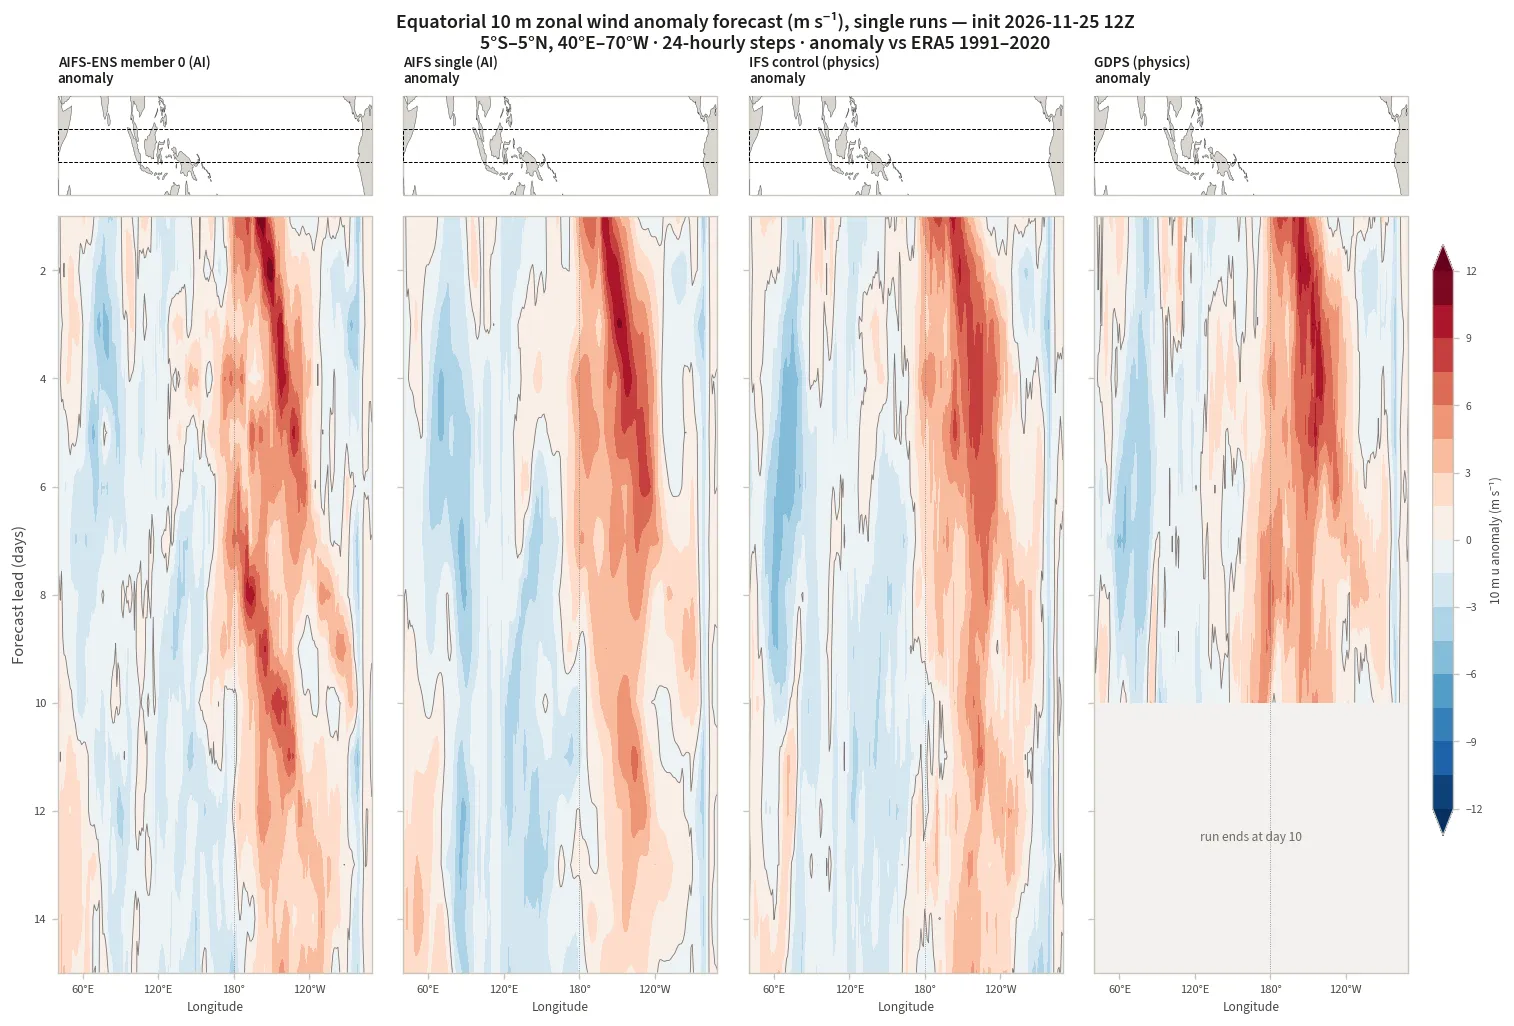 Equatorial 10 m zonal wind anomaly forecast (m s⁻¹), single runs — init 2026-11-25 12Z
5°S–5°N, 40°E–70°W · 24-hourly steps · anomaly vs ERA5 1991–2020
AIFS-ENS member 0 (AI)
anomaly
AIFS single (AI)
anomaly
IFS control (physics)
anomaly
GDPS (physics)
anomaly
Forecast lead (days)
2
4
6
8
10
12
14
60°E 120°E 180° 120°W
Longitude
60°E 120°E 180° 120°W
Longitude
60°E 120°E 180° 120°W
Longitude
run ends at day 10
60°E 120°E 180° 120°W
Longitude
12
9
6
3
0
−3
−6
−9
−12
10 m u anomaly (m s⁻¹)